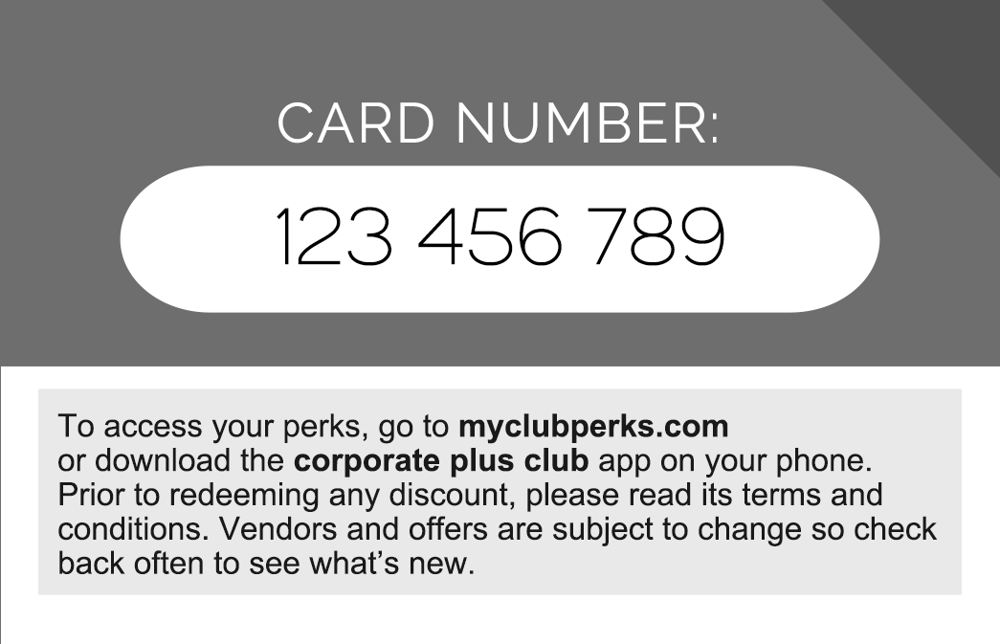 CARD NUMBER:
123 456 789
To access your perks, go to myclubperks.com
or download the corporate plus club app on your phone.
Prior to redeeming any discount, please read its terms and
conditions. Vendors and offers are subject to change so check
back often to see what’s new.